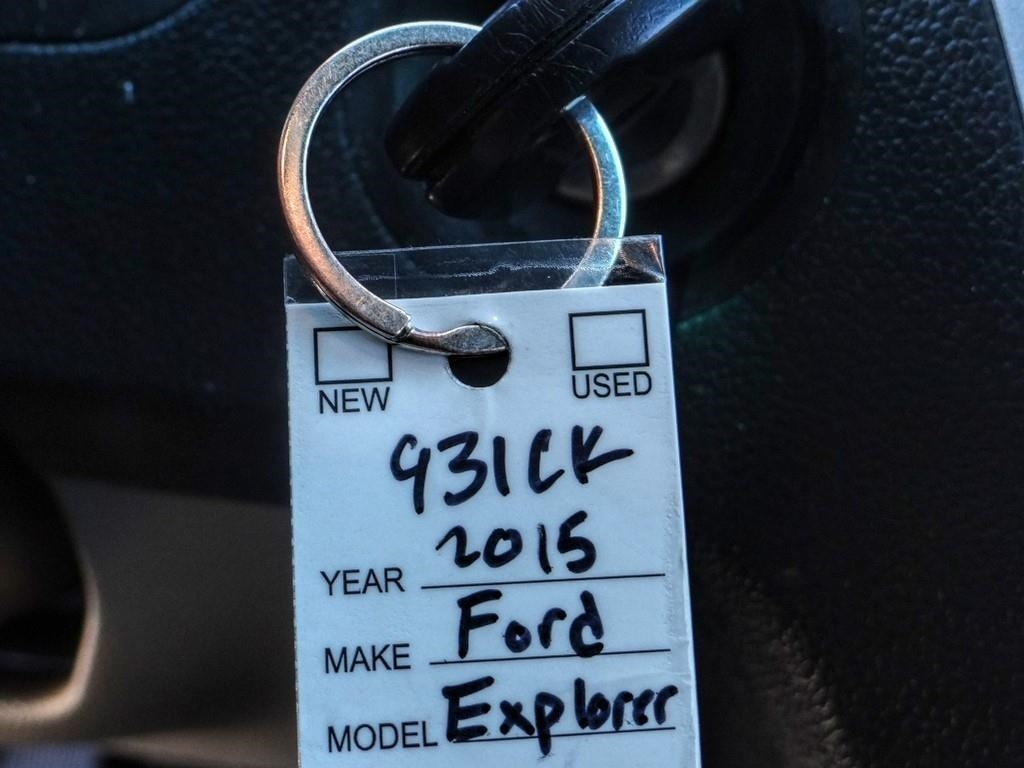 NEW USED
931CK
YEAR 2015
MAKE Ford
MODEL Explorer